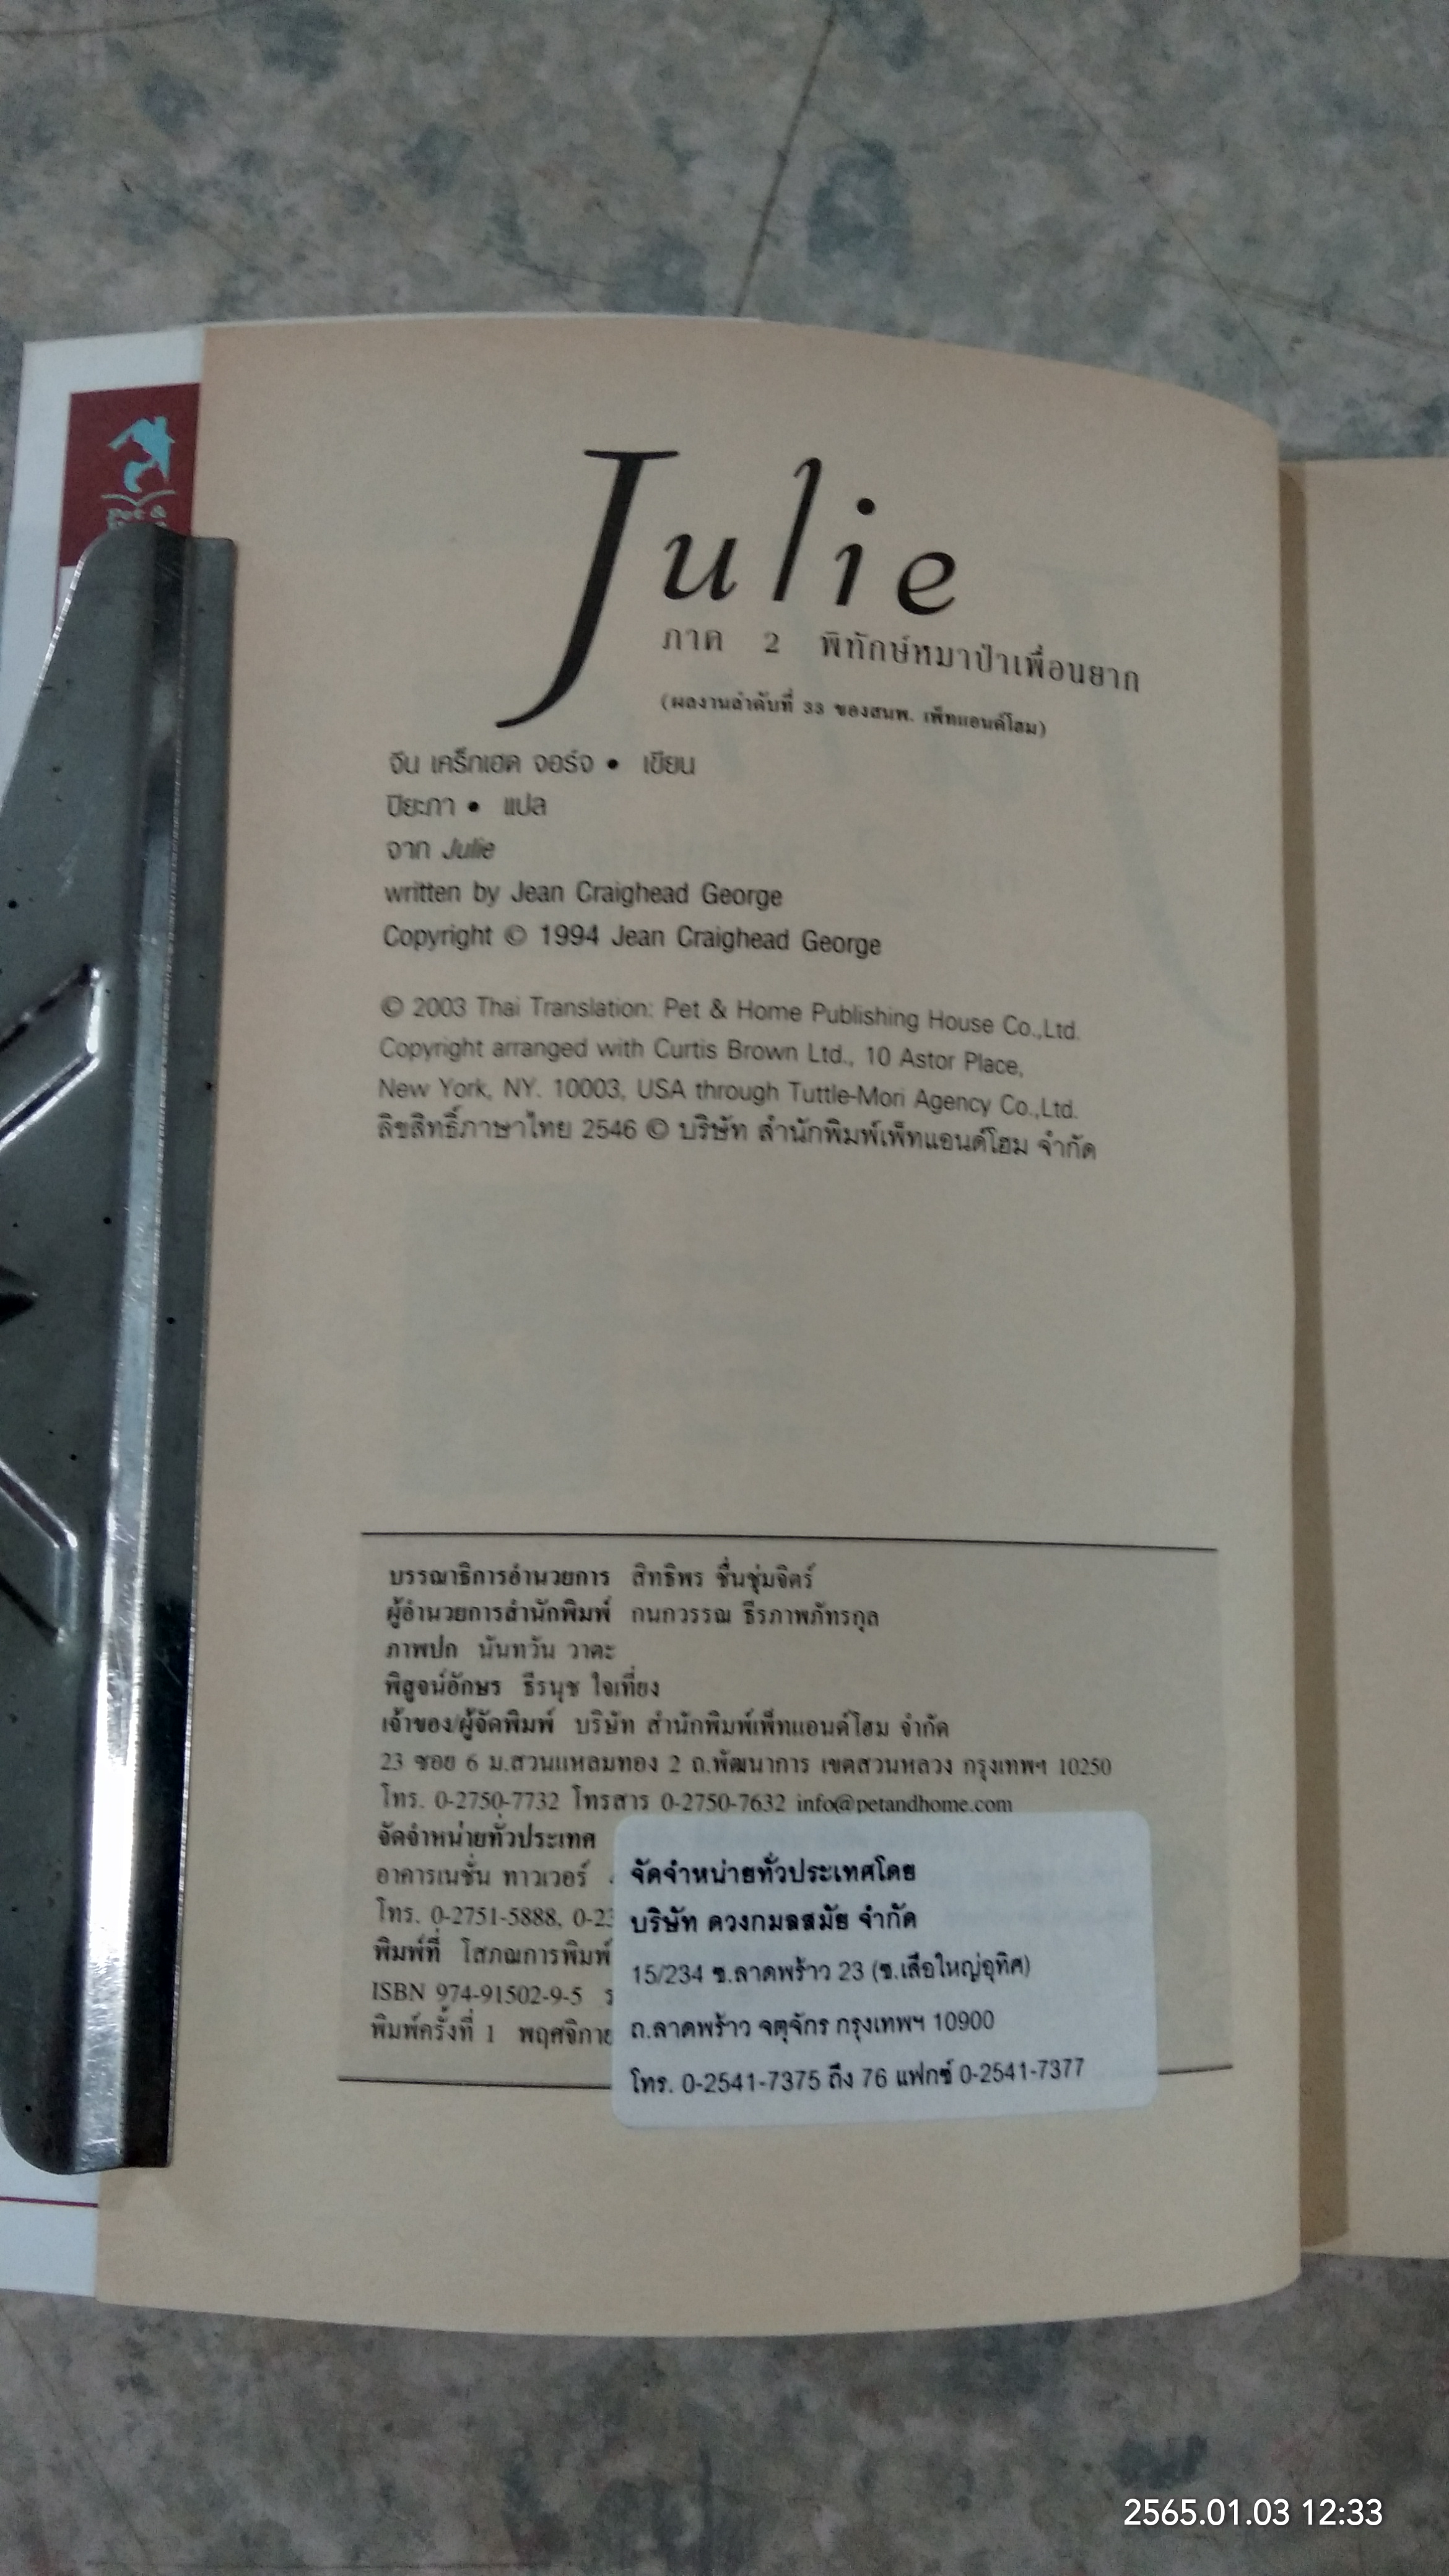 Pet &
Julie
ภาค 2 พิทักษ์หมาป่าเพื่อนยาก
(ผลงานลำดับที่ 33 ของสนพ. เพ็ทแอนด์โฮม)
จีน เคร็กเฮด จอร์จ • เขียน
ปิยะภา • แปล
จาก Julie
written by Jean Craighead George
Copyright © 1994 Jean Craighead George
© 2003 Thai Translation: Pet & Home Publishing House Co.,Ltd.
Copyright arranged with Curtis Brown Ltd., 10 Astor Place,
New York, NY. 10003, USA through Tuttle-Mori Agency Co.,Ltd.
ลิขสิทธิ์ภาษาไทย 2546 © บริษัท สำนักพิมพ์เพ็ทแอนด์โฮม จำกัด
บรรณาธิการอำนวยการ สิทธิพร ชื่นชุ่มจิตร์
ผู้อำนวยการสำนักพิมพ์ กนกวรรณ ธีรภาพภัทรกุล
ภาพปก นันทวัน วาตะ
พิสูจน์อักษร ธีรนุช ใจเที่ยง
เจ้าของ/ผู้จัดพิมพ์ บริษัท สำนักพิมพ์เพ็ทแอนด์โฮม จำกัด
23 ซอย 6 ม.สวนแหลมทอง 2 ถ.พัฒนาการ เขตสวนหลวง กรุงเทพฯ 10250
โทร. 0-2750-7732 โทรสาร 0-2750-7632 info@petandhome.com
จัดจำหน่ายทั่วประเทศ
อาคารเนชั่น ทาวเวอร์
โทร. 0-2751-5888, 0-23
พิมพ์ที่ โสภณการพิมพ์
ISBN 974-91502-9-5
พิมพ์ครั้งที่ 1 พฤศจิกาย
จัดจำหน่ายทั่วประเทศโดย
บริษัท ดวงกมลสมัย จำกัด
15/234 ซ.ลาดพร้าว 23 (ซ.เสือใหญ่อุทิศ)
ถ.ลาดพร้าว จตุจักร กรุงเทพฯ 10900
โทร. 0-2541-7375 ถึง 76 แฟกซ์ 0-2541-7377
2565.01.03 12:33